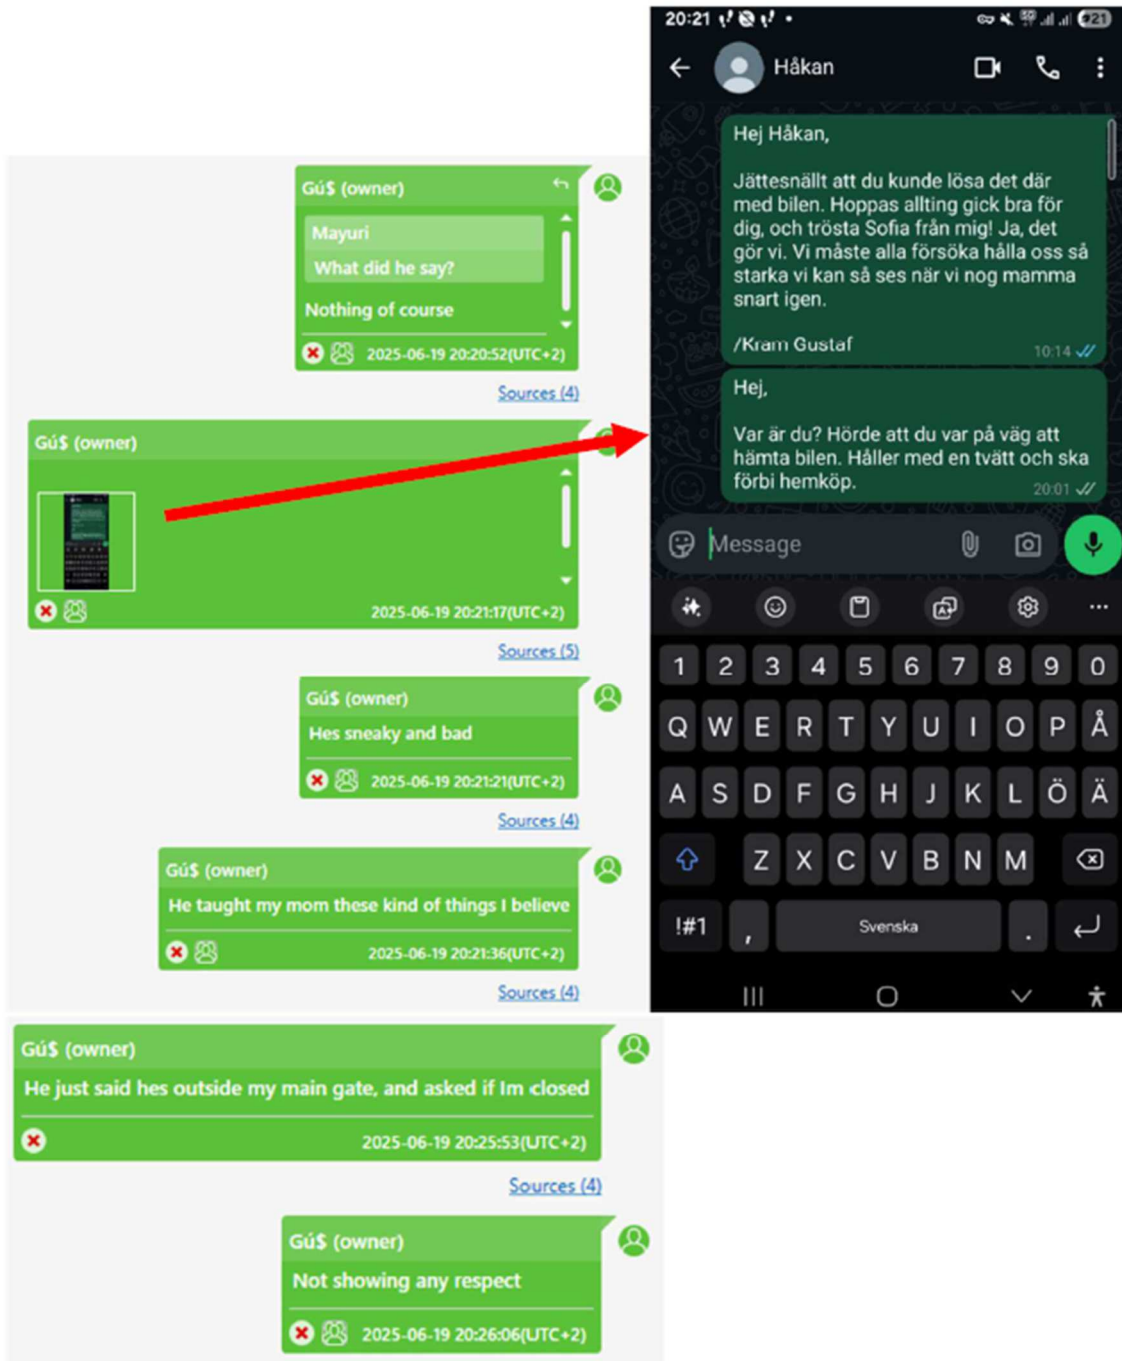 Gú$ (owner)
Mayuri
What did he say?
Nothing of course
2025-06-19 20:20:52(UTC+2)
Sources (4)
Gú$ (owner)
2025-06-19 20:21:17(UTC+2)
Sources (5)
Gú$ (owner)
Hes sneaky and bad
2025-06-19 20:21:21(UTC+2)
Sources (4)
Gú$ (owner)
He taught my mom these kind of things I believe
2025-06-19 20:21:36(UTC+2)
Sources (4)
20:21
5G
21
Håkan
Hej Håkan,
Jättesnällt att du kunde lösa det där
med bilen. Hoppas allting gick bra för
dig, och trösta Sofia från mig! Ja, det
gör vi. Vi måste alla försöka hålla oss så
starka vi kan så ses när vi nog mamma
snart igen.
/Kram Gustaf
10:14
Hej,
Var är du? Hörde att du var på väg att
hämta bilen. Håller med en tvätt och ska
förbi hemköp.
20:01
Message
1 2 3 4 5 6 7 8 9 0
Q W E R T Y U I O P Å
A S D F G H J K L Ö Ä
Z X C V B N M
!#1 , Svenska .
Gú$ (owner)
He just said hes outside my main gate, and asked if Im closed
2025-06-19 20:25:53(UTC+2)
Sources (4)
Gú$ (owner)
Not showing any respect
2025-06-19 20:26:06(UTC+2)